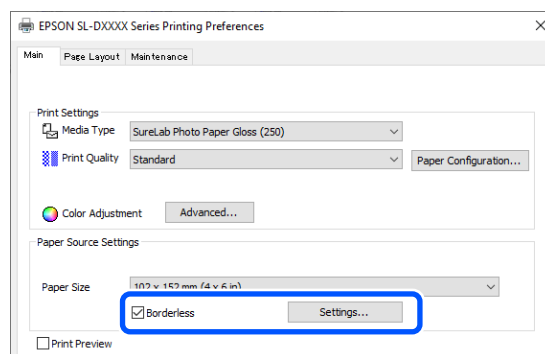 EPSON SL-DXXXX Series Printing Preferences
Main Page Layout Maintenance
Print Settings
Media Type SureLab Photo Paper Gloss (250)
Print Quality Standard Paper Configuration...
Color Adjustment Advanced...
Paper Source Settings
Paper Size 102 x 152 mm (4 x 6 in)
Borderless Settings...
Print Preview